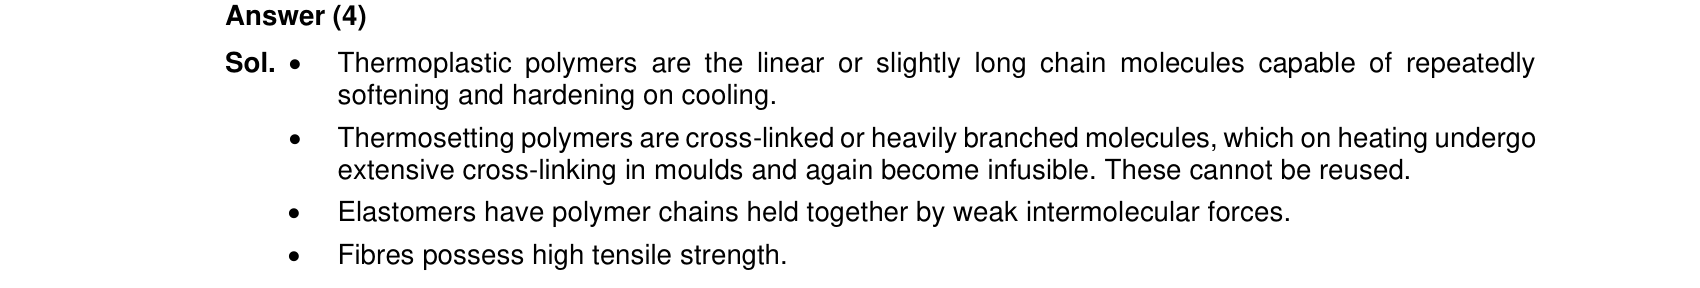 Answer (4)
Sol. • Thermoplastic polymers are the linear or slightly long chain molecules capable of repeatedly
softening and hardening on cooling.
• Thermosetting polymers are cross-linked or heavily branched molecules, which on heating undergo
extensive cross-linking in moulds and again become infusible. These cannot be reused.
• Elastomers have polymer chains held together by weak intermolecular forces.
• Fibres possess high tensile strength.